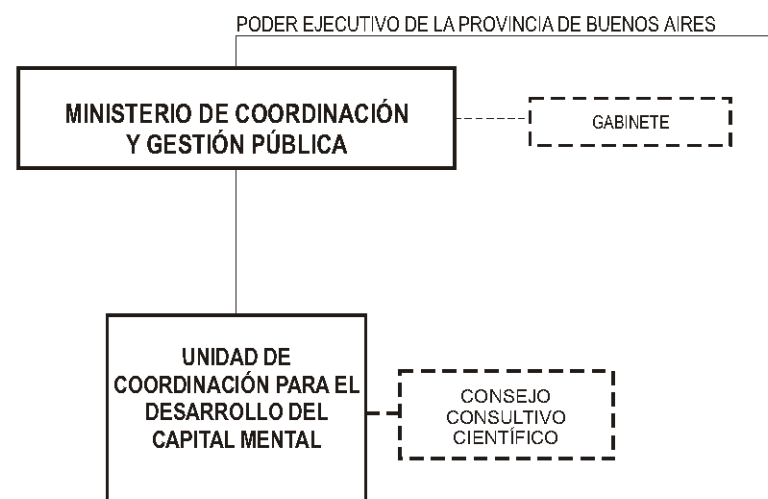 PODER EJECUTIVO DE LA PROVINCIA DE BUENOS AIRES
MINISTERIO DE COORDINACIÓN
Y GESTIÓN PÚBLICA
GABINETE
UNIDAD DE
COORDINACIÓN PARA EL
DESARROLLO DEL
CAPITAL MENTAL
CONSEJO
CONSULTIVO
CIENTÍFICO